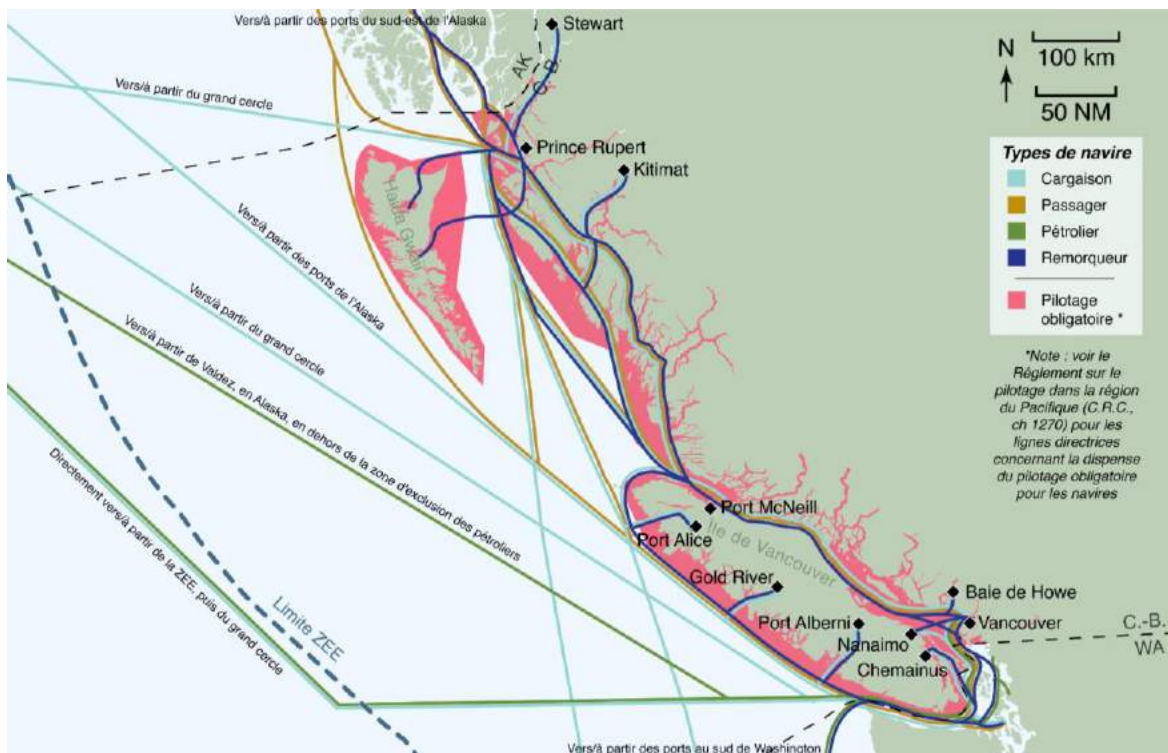 Vers/à partir des ports du sud-est de l'Alaska
Stewart
AK
C.-B.
N
100 km
50 NM
Vers/à partir du grand cercle
Prince Rupert
Kitimat
Haida Gwaii
Types de navire
Cargaison
Passager
Pétrolier
Remorqueur
Pilotage
obligatoire *
*Note : voir le
Règlement sur le
pilotage dans la région
du Pacifique (C.R.C.,
ch 1270) pour les
lignes directrices
concernant la dispense
du pilotage obligatoire
pour les navires
Vers/à partir des ports de l'Alaska
Vers/à partir du grand cercle
Vers/à partir de Valdez, en Alaska, en dehors de la zone d'exclusion des pétroliers
Directement vers/à partir de la ZEE, puis du grand cercle
Limite ZEE
Port McNeill
Port Alice
Ile de Vancouver
Gold River
Port Alberni
Nanaimo
Chemainus
Baie de Howe
Vancouver
C.-B.
WA
Vers/à partir des ports au sud de Washington